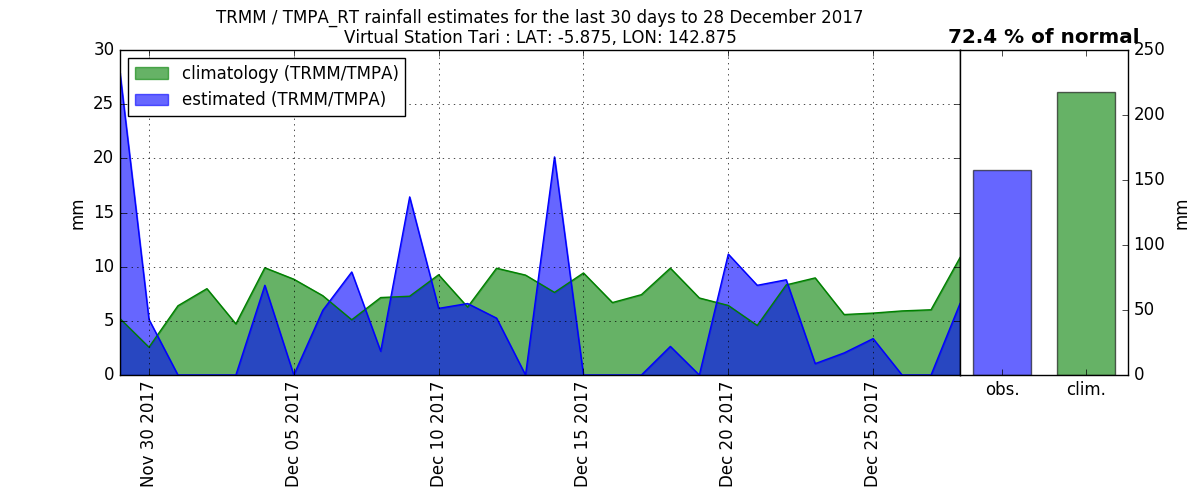 TRMM / TMPA_RT rainfall estimates for the last 30 days to 28 December 2017
Virtual Station Tari : LAT: -5.875, LON: 142.875
72.4 % of normal
climatology (TRMM/TMPA)
estimated (TRMM/TMPA)
30
25
20
15
10
5
0
mm
Nov 30 2017
Dec 05 2017
Dec 10 2017
Dec 15 2017
Dec 20 2017
Dec 25 2017
obs.
clim.
250
200
150
100
50
0
mm